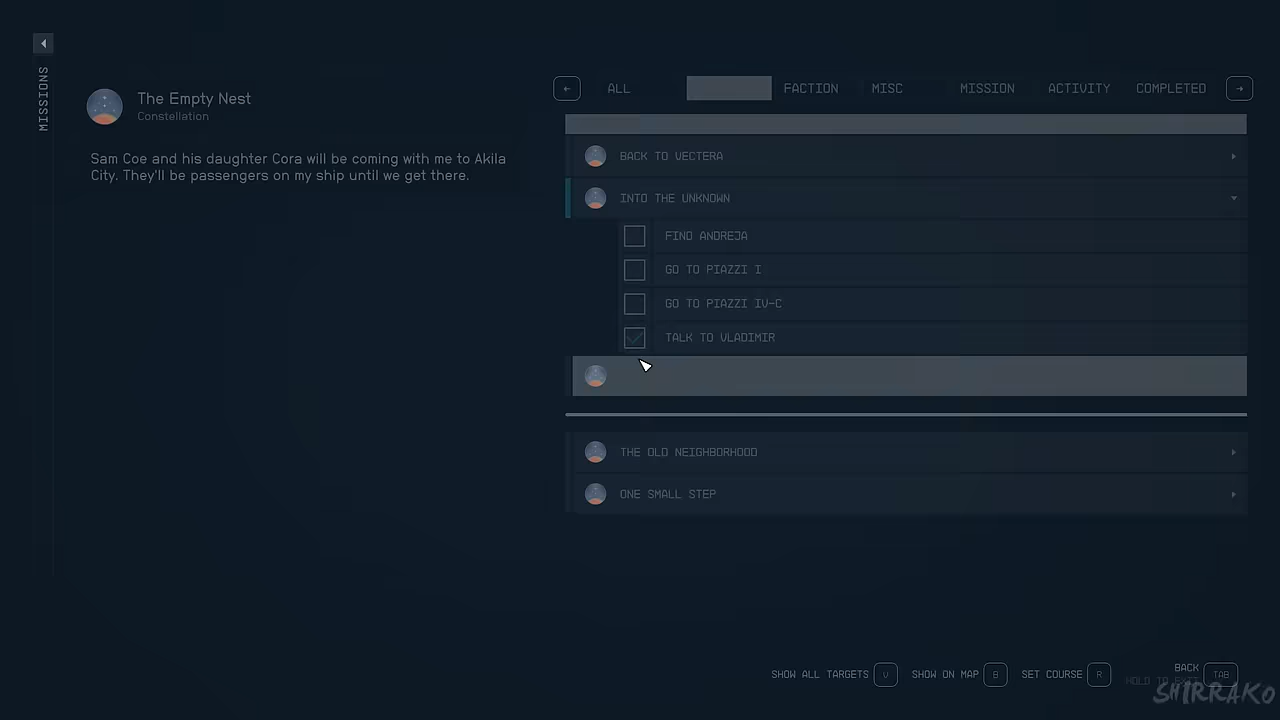 MISSIONS
The Empty Nest
Constellation
Sam Coe and his daughter Cora will be coming with me to Akila
City. They'll be passengers on my ship until we get there.
ALL FACTION MISC MISSION ACTIVITY COMPLETED
BACK TO VECTERA
INTO THE UNKNOWN
FIND ANDREJA
GO TO PIAZZI I
GO TO PIAZZI IV-C
TALK TO VLADIMIR
THE OLD NEIGHBORHOOD
ONE SMALL STEP
SHOW ALL TARGETS V SHOW ON MAP B SET COURSE R BACK TAB
HOLD TO EXIT
SHIRRAKO